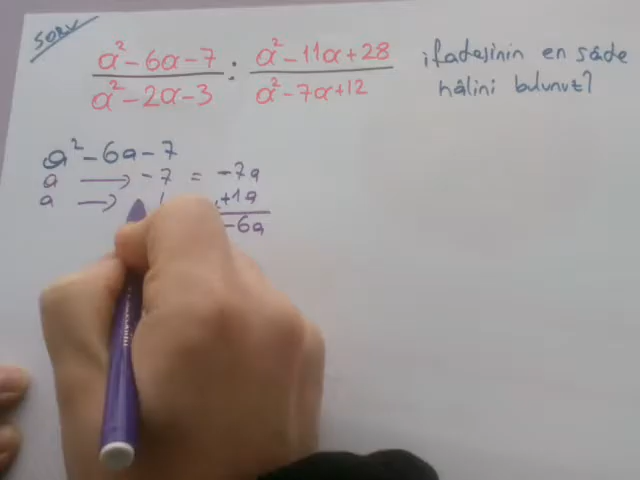 SORU
a² - 6a - 7 / a² - 2a - 3 : a² - 11a + 28 / a² - 7a + 12 ifadesinin en sâde
hâlini bulunuz?
a² - 6a - 7
a → - 7 = - 7a
a → +1a
- 6a